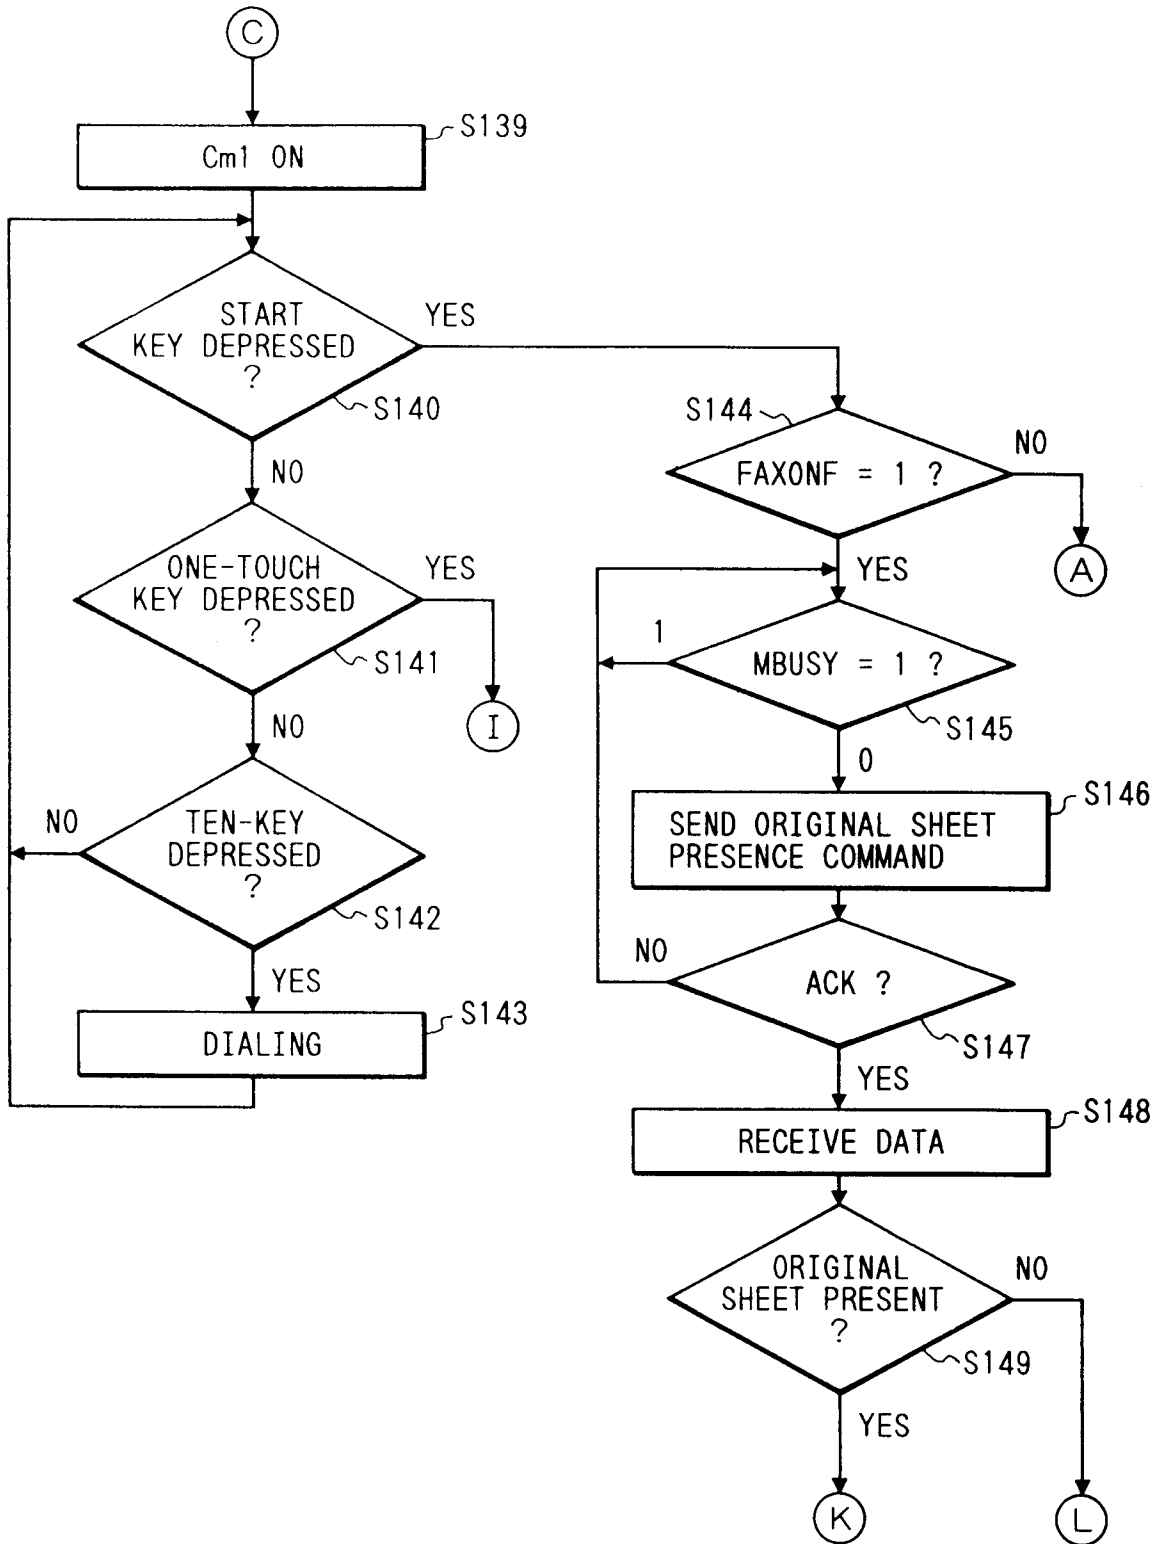 C
S139
Cm1 ON
START
KEY DEPRESSED
?
YES
S140
NO
ONE-TOUCH
KEY DEPRESSED
?
YES
S141
I
NO
TEN-KEY
DEPRESSED
?
NO
S142
YES
S143
DIALING
S144
FAXONF = 1 ?
NO
A
YES
MBUSY = 1 ?
1
S145
0
S146
SEND ORIGINAL SHEET
PRESENCE COMMAND
NO
ACK ?
S147
YES
S148
RECEIVE DATA
ORIGINAL
SHEET PRESENT
?
NO
S149
YES
K
L